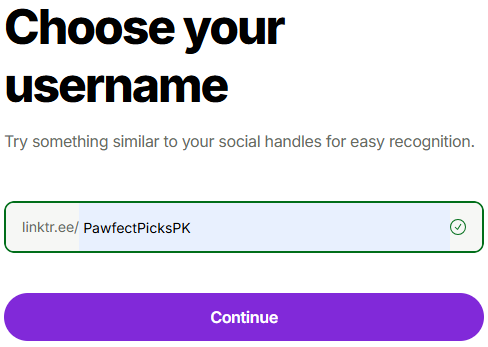 Choose your
username
Try something similar to your social handles for easy recognition.
linktr.ee/ PawfectPicksPK
Continue